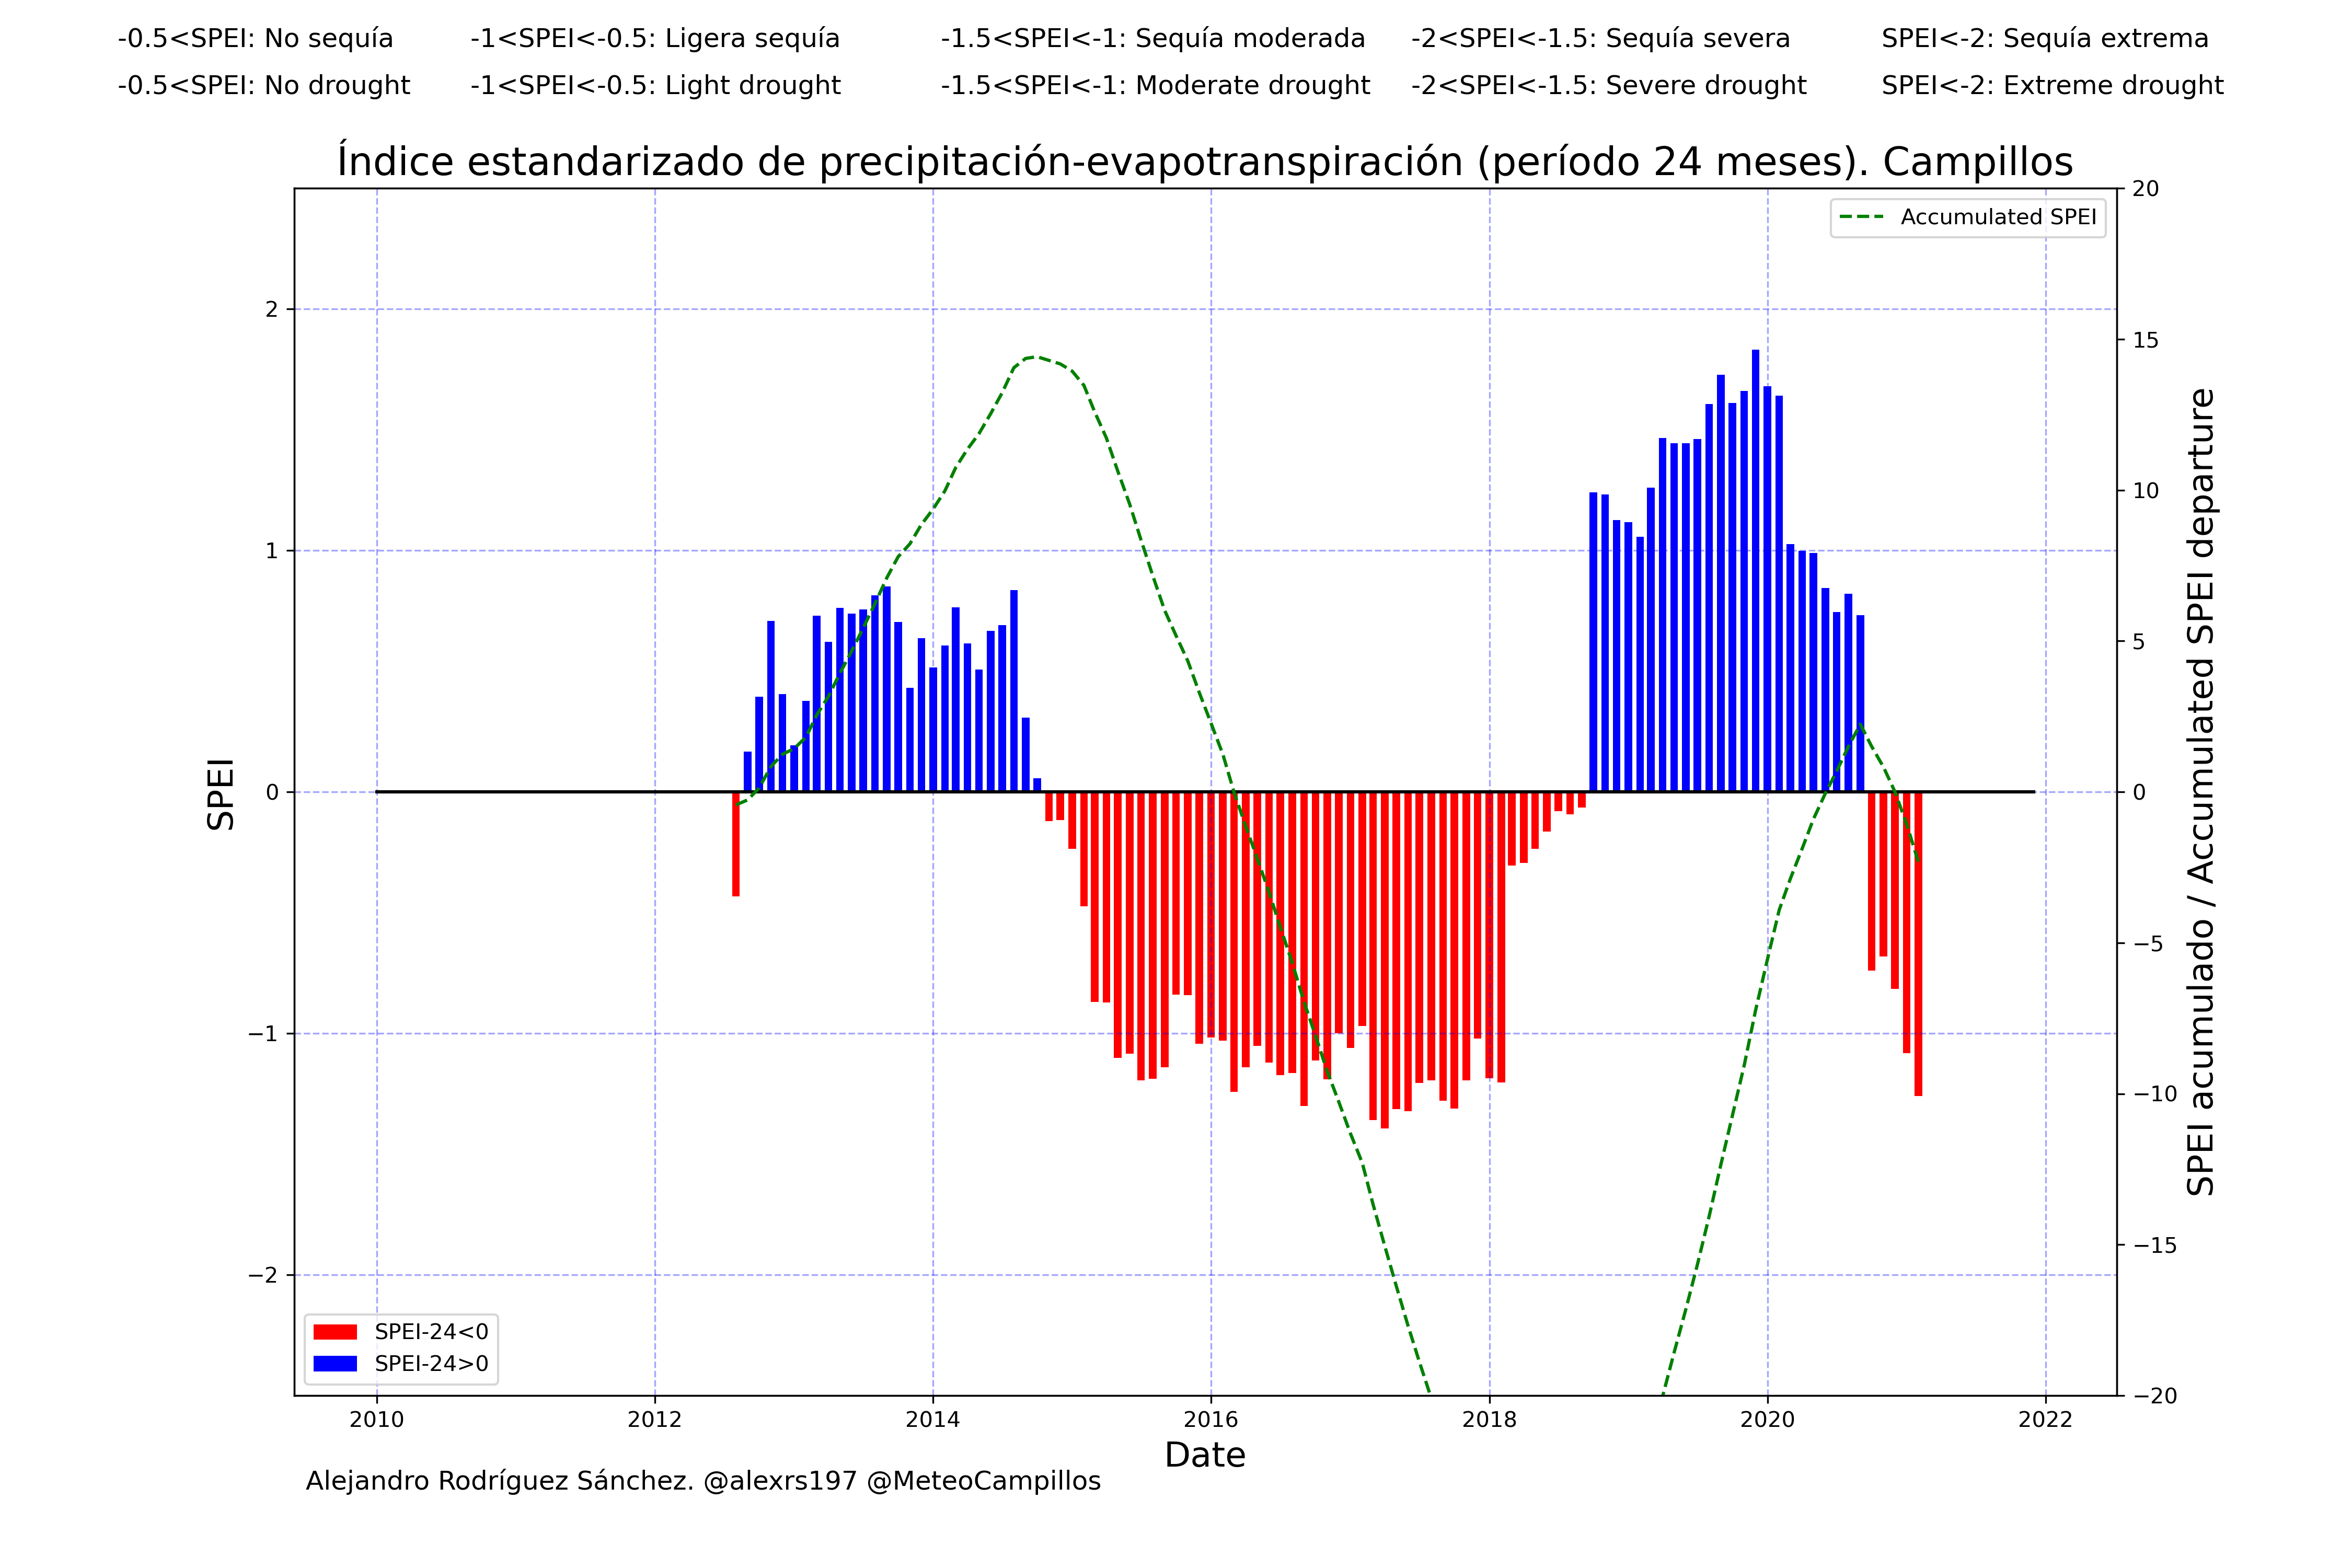 -0.5<SPEI: No sequía -1<SPEI<-0.5: Ligera sequía -1.5<SPEI<-1: Sequía moderada -2<SPEI<-1.5: Sequía severa SPEI<-2: Sequía extrema
-0.5<SPEI: No drought -1<SPEI<-0.5: Light drought -1.5<SPEI<-1: Moderate drought -2<SPEI<-1.5: Severe drought SPEI<-2: Extreme drought
Índice estandarizado de precipitación-evapotranspiración (período 24 meses). Campillos
Accumulated SPEI
SPEI
2
1
0
−1
−2
20
15
10
5
0
−5
−10
−15
−20
SPEI acumulado / Accumulated SPEI departure
SPEI-24<0
SPEI-24>0
2010 2012 2014 2016 2018 2020 2022
Date
Alejandro Rodríguez Sánchez. @alexrs197 @MeteoCampillos